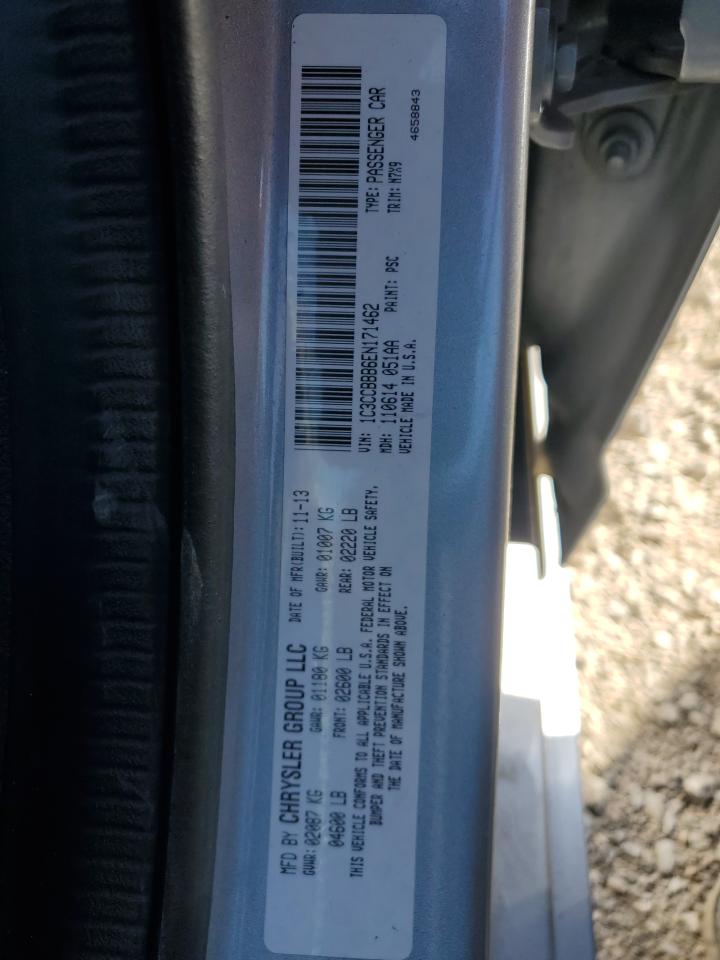 MFD BY CHRYSLER GROUP LLC DATE OF MFR(BUILT): 11-13
GVWR: 02087 KG GAWR: 01180 KG GAWR: 01007 KG
04600 LB FRONT: 02600 LB REAR: 02220 LB
THIS VEHICLE CONFORMS TO ALL APPLICABLE U.S.A. FEDERAL MOTOR VEHICLE SAFETY,
BUMPER AND THEFT PREVENTION STANDARDS IN EFFECT ON
THE DATE OF MANUFACTURE SHOWN ABOVE.
VIN: 1C3CCBBB6EN171462 TYPE: PASSENGER CAR
MDH: 110614 051AA PAINT: PSC TRIM: N7X9
VEHICLE MADE IN U.S.A. 4658843